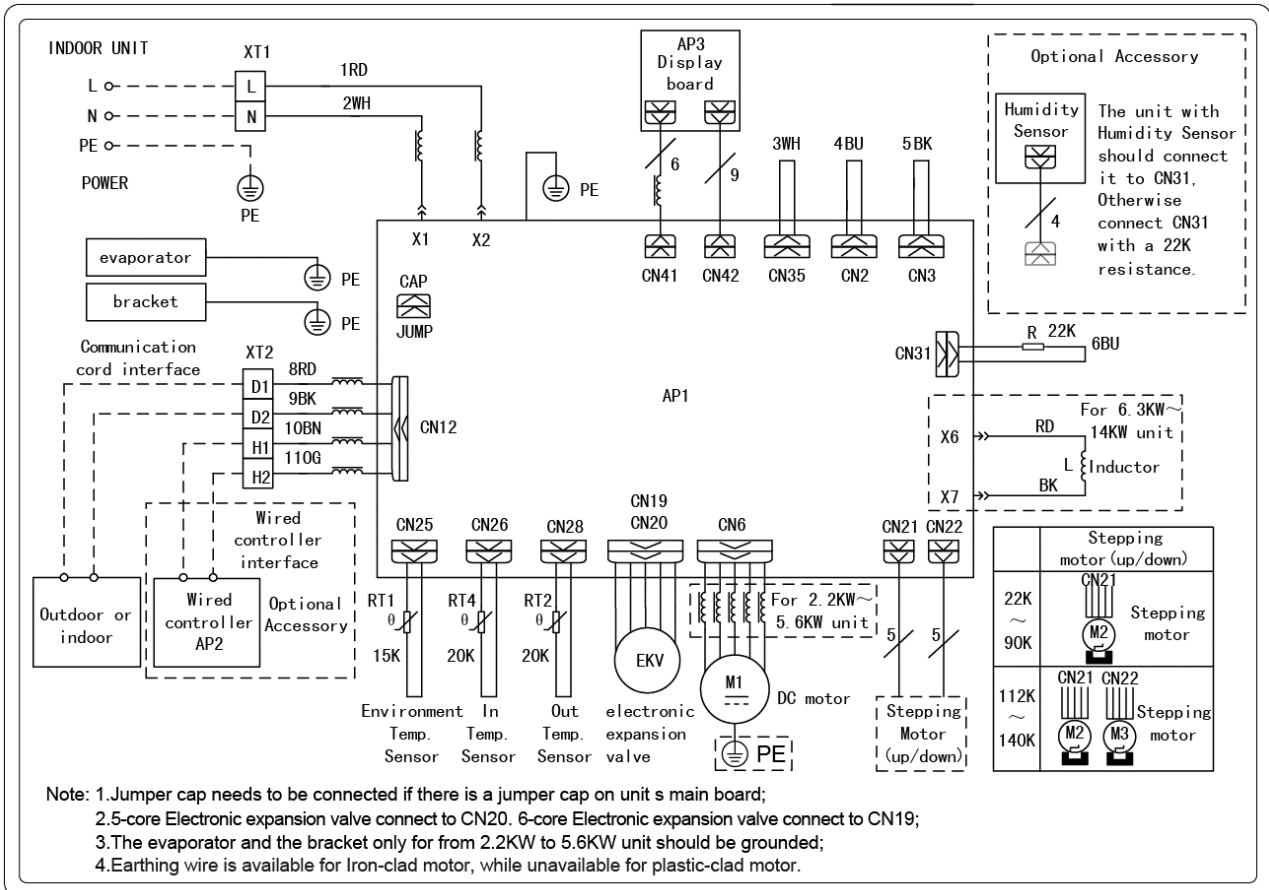 INDOOR UNIT
L
N
PE
POWER
XT1
L
N
PE
1RD
2WH
PE
AP3
Display
board
6
9
3WH
4BU
5BK
Optional Accessory
Humidity
Sensor
4
The unit with
Humidity Sensor
should connect
it to CN31,
Otherwise
connect CN31
with a 22K
resistance.
X1
X2
CN41
CN42
CN35
CN2
CN3
evaporator
PE
bracket
PE
CAP
JUMP
AP1
CN31
R
22K
6BU
Communication
cord interface
XT2
D1
D2
H1
H2
8RD
9BK
10BN
11OG
CN12
X6
X7
RD
BK
For 6.3KW~
14KW unit
L
Inductor
Wired
controller
interface
Outdoor or
indoor
Wired
controller
AP2
Optional
Accessory
CN25
CN26
CN28
CN19
CN20
CN6
CN21
CN22
RT1
θ
15K
RT4
θ
20K
RT2
θ
20K
EKV
For 2.2KW~
5.6KW unit
M1
DC motor
PE
5
5
Environment
Temp.
Sensor
In
Temp.
Sensor
Out
Temp.
Sensor
electronic
expansion
valve
Stepping
Motor
(up/down)
Stepping
motor(up/down)
22K
~
90K
CN21
M2
Stepping
motor
112K
~
140K
CN21
CN22
M2
M3
Stepping
motor
Note: 1.Jumper cap needs to be connected if there is a jumper cap on unit s main board;
2.5-core Electronic expansion valve connect to CN20. 6-core Electronic expansion valve connect to CN19;
3.The evaporator and the bracket only for from 2.2KW to 5.6KW unit should be grounded;
4.Earthing wire is available for Iron-clad motor, while unavailable for plastic-clad motor.